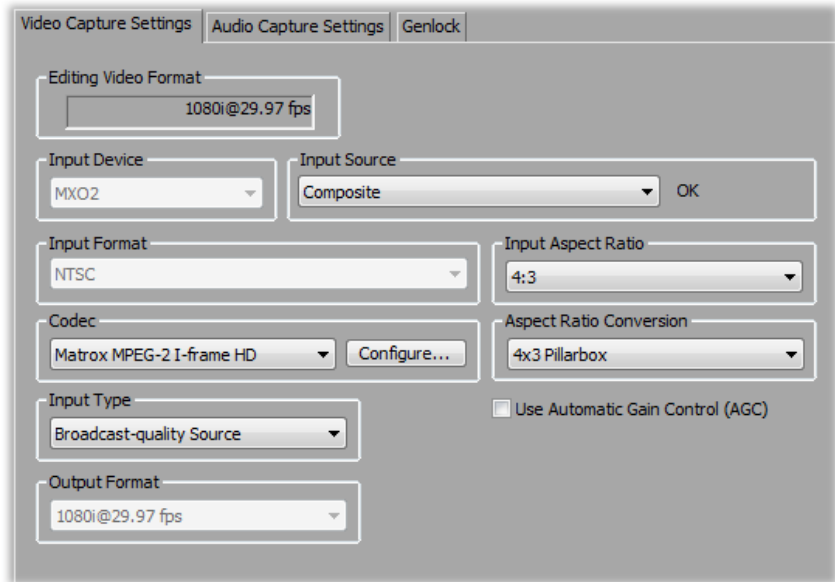 Video Capture Settings
Audio Capture Settings
Genlock
Editing Video Format
1080i@29.97 fps
Input Device
MXO2
Input Source
Composite
OK
Input Format
NTSC
Input Aspect Ratio
4:3
Codec
Matrox MPEG-2 I-frame HD
Configure...
Aspect Ratio Conversion
4x3 Pillarbox
Input Type
Broadcast-quality Source
Use Automatic Gain Control (AGC)
Output Format
1080i@29.97 fps